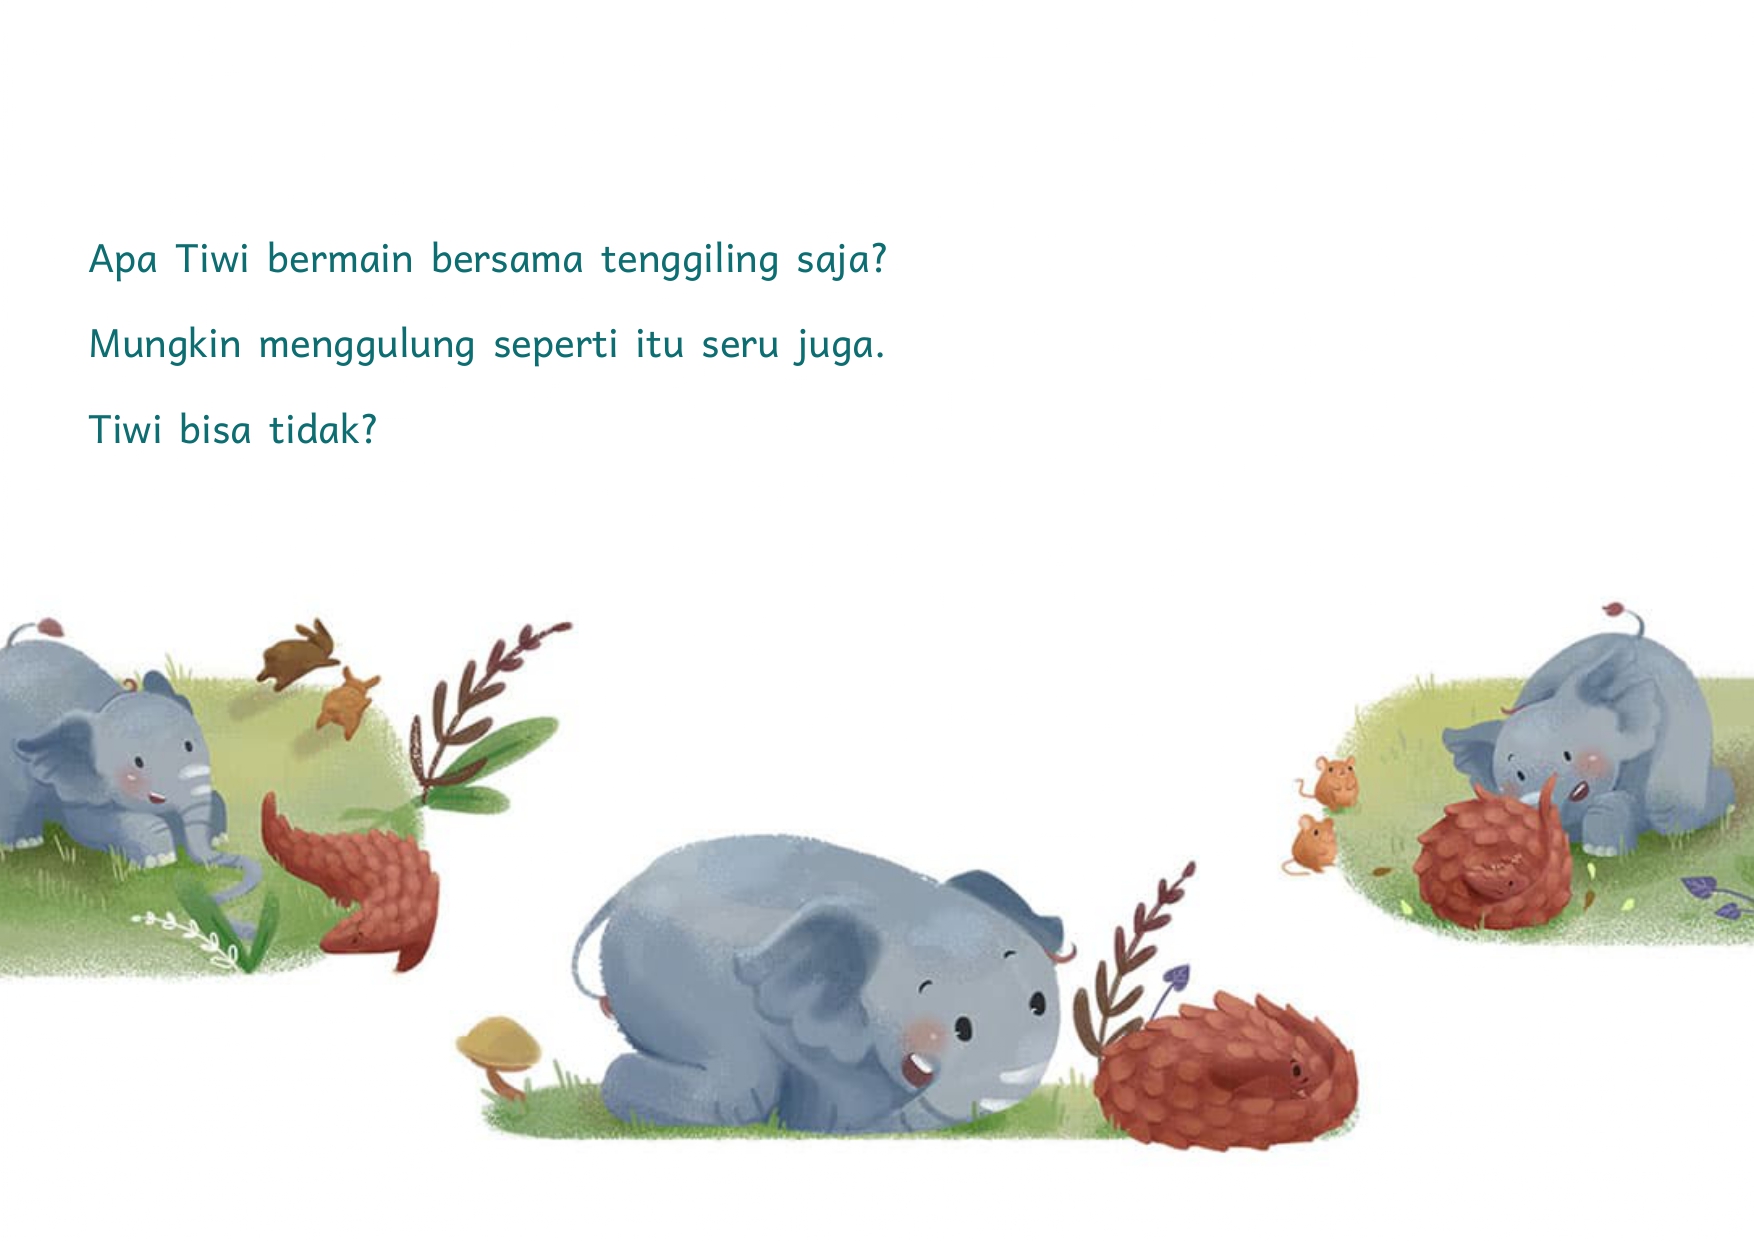 Apa Tiwi bermain bersama tenggiling saja?
Mungkin menggulung seperti itu seru juga.
Tiwi bisa tidak?